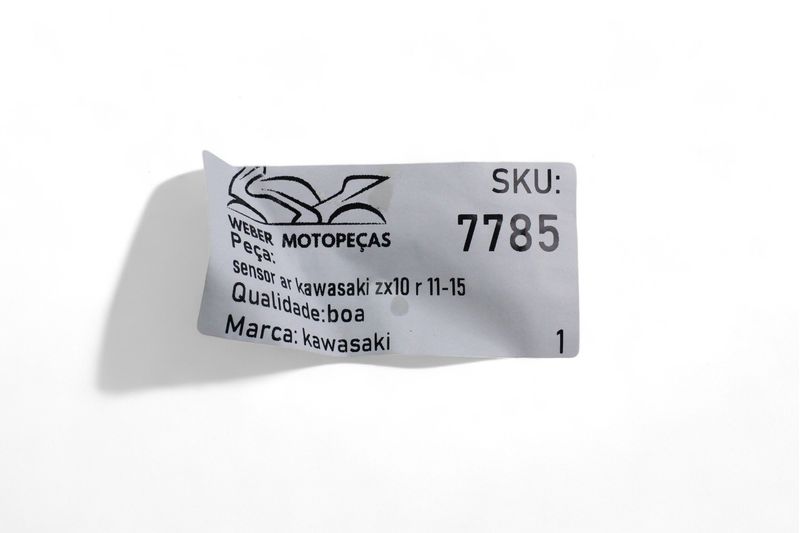 WEBER MOTOPEÇAS
SKU:
7785
Peça:
sensor ar kawasaki zx10 r 11-15
Qualidade:boa
Marca: kawasaki
1